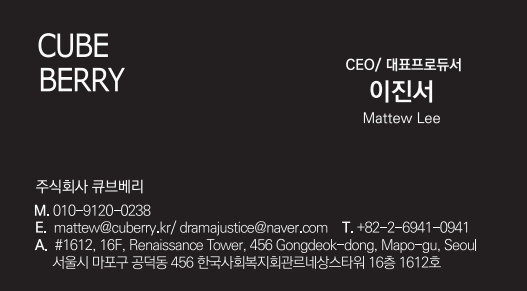 CUBE
BERRY
CEO/ 대표프로듀서
이진서
Mattew Lee
주식회사 큐브베리
M. 010-9120-0238
E. mattew@cuberry.kr/ dramajustice@naver.com T. +82-2-6941-0941
A. #1612, 16F, Renaissance Tower, 456 Gongdeok-dong, Mapo-gu, Seoul
서울시 마포구 공덕동 456 한국사회복지회관르네상스타워 16층 1612호